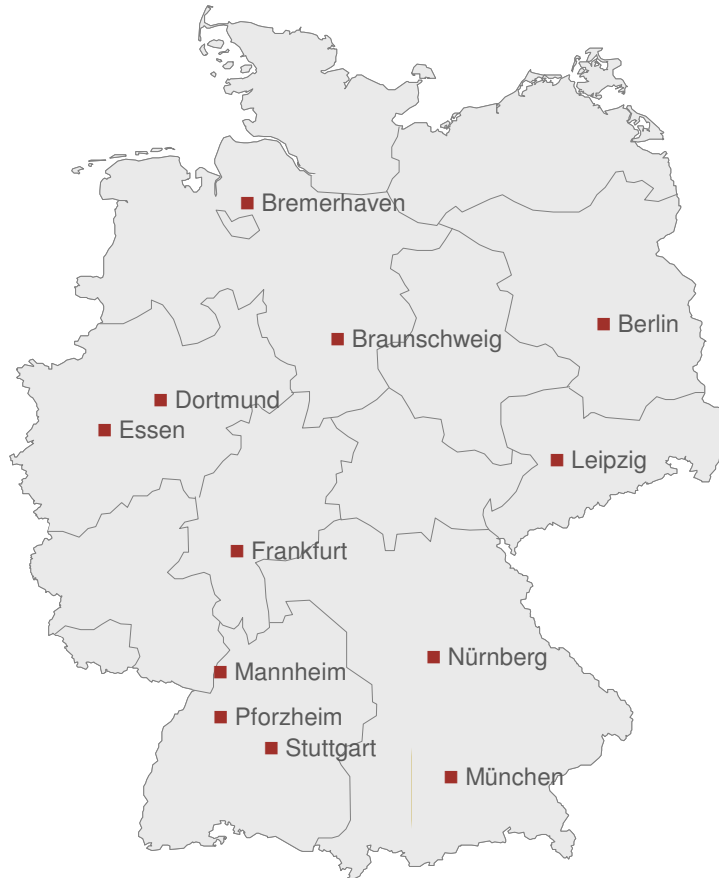 Bremerhaven
Berlin
Braunschweig
Dortmund
Essen
Leipzig
Frankfurt
Nürnberg
Mannheim
Pforzheim
Stuttgart
München